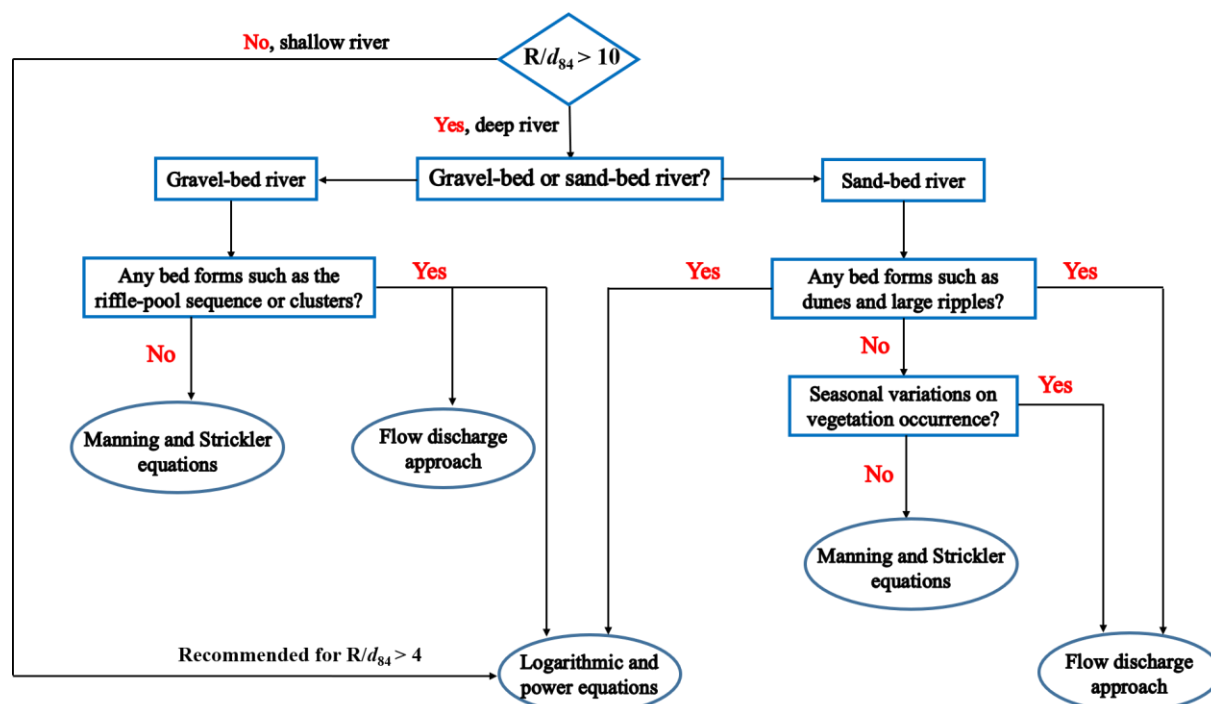 No, shallow river
R/d84 > 10
Yes, deep river
Gravel-bed river
Gravel-bed or sand-bed river?
Sand-bed river
Any bed forms such as the
riffle-pool sequence or clusters?
Yes
Yes
Any bed forms such as
dunes and large ripples?
Yes
No
No
Seasonal variations on
vegetation occurrence?
Yes
Manning and Strickler
equations
Flow discharge
approach
No
Manning and Strickler
equations
Recommended for R/d84 > 4
Logarithmic and
power equations
Flow discharge
approach